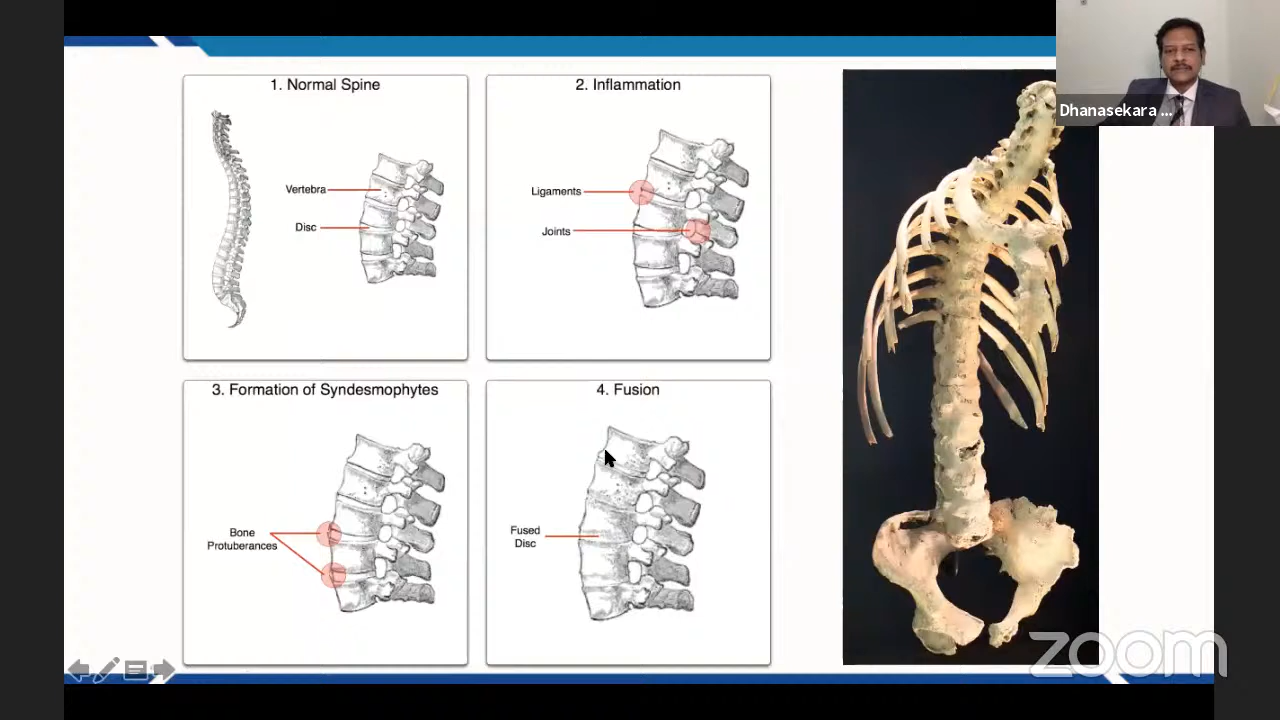 1. Normal Spine
Vertebra
Disc
2. Inflammation
Ligaments
Joints
3. Formation of Syndesmophytes
Bone
Protuberances
4. Fusion
Fused
Disc
Dhanasekara ...
zoom